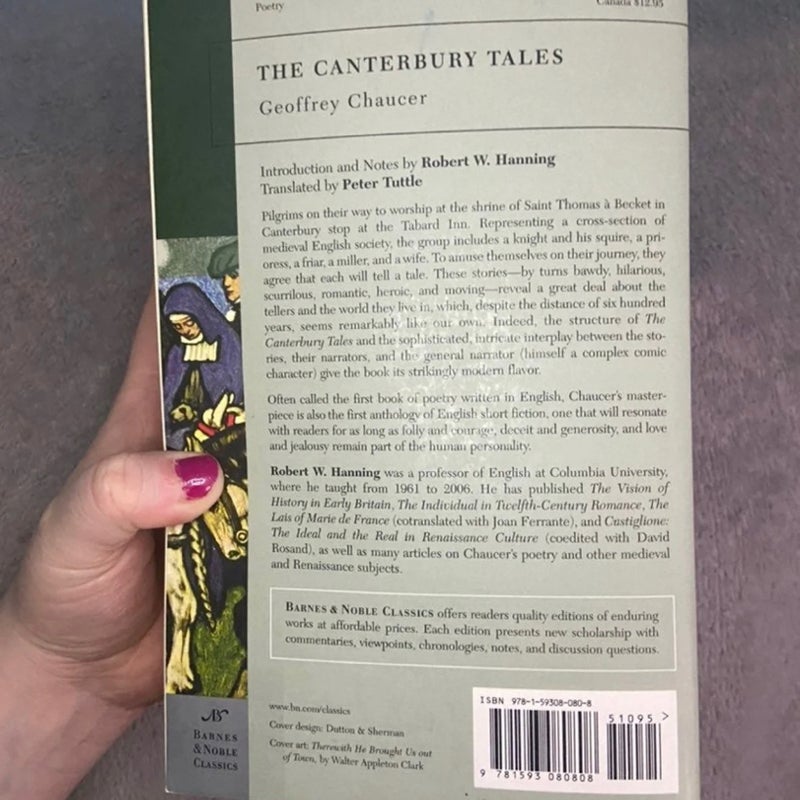 Poetry
Canada $12.95
THE CANTERBURY TALES
Geoffrey Chaucer
Introduction and Notes by Robert W. Hanning
Translated by Peter Tuttle
Pilgrims on their way to worship at the shrine of Saint Thomas à Becket in
Canterbury stop at the Tabard Inn. Representing a cross-section of
medieval English society, the group includes a knight and his squire, a pri-
oress, a friar, a miller, and a wife. To amuse themselves on their journey, they
agree that each will tell a tale. These stories—by turns bawdy, hilarious,
scurrilous, romantic, heroic, and moving—reveal a great deal about the
tellers and the world they live in, which, despite the distance of six hundred
years, seems remarkably like our own. Indeed, the structure of The
Canterbury Tales and the sophisticated, intricate interplay between the sto-
ries, their narrators, and the general narrator (himself a complex comic
character) give the book its strikingly modern flavor.
Often called the first book of poetry written in English, Chaucer's master-
piece is also the first anthology of English short fiction, one that will resonate
with readers for as long as folly and courage, deceit and generosity, and love
and jealousy remain part of the human personality.
Robert W. Hanning was a professor of English at Columbia University,
where he taught from 1961 to 2006. He has published The Vision of
History in Early Britain, The Individual in Twelfth-Century Romance, The
Lais of Marie de France (cotranslated with Joan Ferrante), and Castiglione:
The Ideal and the Real in Renaissance Culture (coedited with David
Rosand), as well as many articles on Chaucer's poetry and other medieval
and Renaissance subjects.
BARNES & NOBLE CLASSICS offers readers quality editions of enduring
works at affordable prices. Each edition presents new scholarship with
commentaries, viewpoints, chronologies, notes, and discussion questions.
www.bn.com/classics
Cover design: Dutton & Sherman
Cover art: Therewith He Brought Us out
of Town, by Walter Appleton Clark
ISBN 978-1-59308-080-8
51095 >
9 781593 080808
BARNES
& NOBLE
CLASSICS